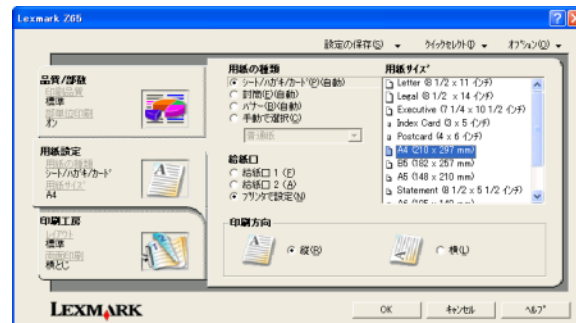 Lexmark Z65
設定の保存(S) クイックセレクト(I) オプション(O)
品質/部数
印刷品質
標準
部単位印刷
オン
用紙設定
用紙の種類
シート/ハガキ/カード
用紙サイズ
A4
印刷工房
レイアウト
標準
両面印刷
横とじ
用紙の種類
シート/ハガキ/カード(P)(自動)
封筒(E)(自動)
バナー(B)(自動)
手動で選択(C)
普通紙
給紙口
給紙口 1 (F)
給紙口 2 (A)
プリンタで設定(N)
用紙サイズ
Letter (8 1/2 x 11 インチ)
Legal (8 1/2 x 14 インチ)
Executive (7 1/4 x 10 1/2 インチ)
Index Card (3 x 5 インチ)
Postcard (4 x 6 インチ)
A4 (210 x 297 mm)
B5 (182 x 257 mm)
A5 (148 x 210 mm)
Statement (8 1/2 x 5 1/2 インチ)
A6 (105 x 148 mm)
印刷方向
縦(R)
横(L)
LEXMARK
OK キャンセル ヘルプ